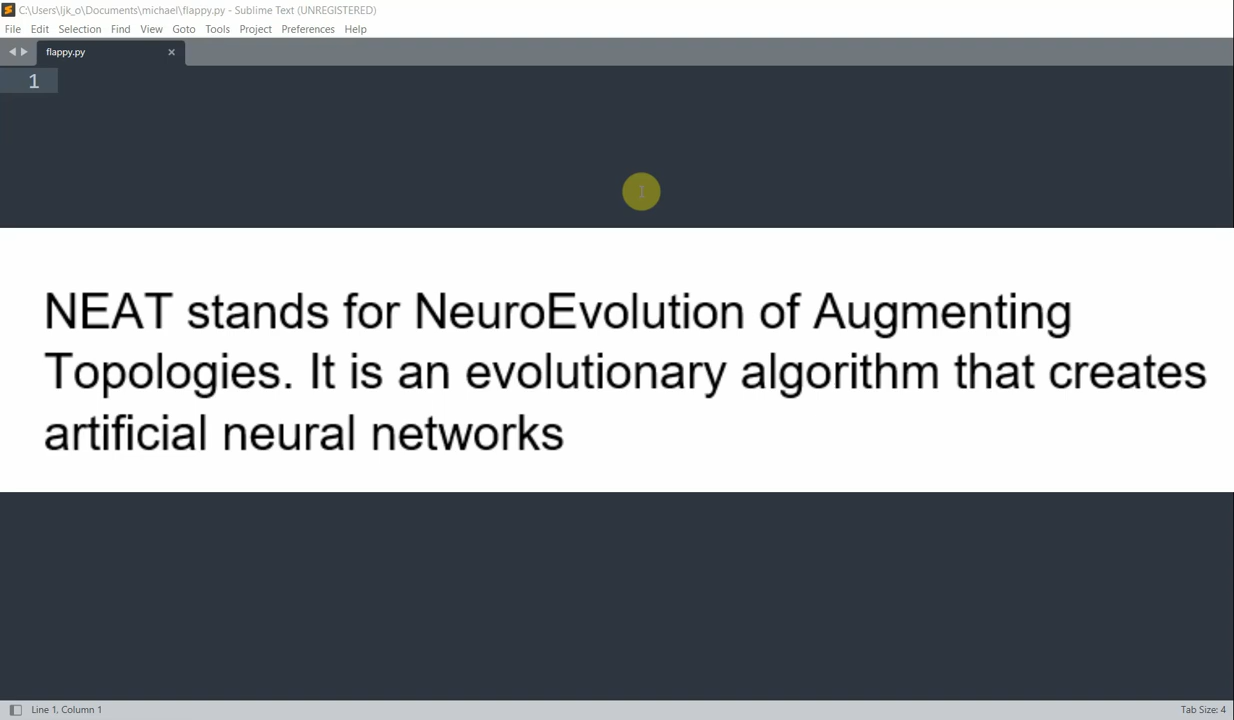 C:\Users\ljk_o\Documents\michael\flappy.py - Sublime Text (UNREGISTERED)
File Edit Selection Find View Goto Tools Project Preferences Help
flappy.py
1
NEAT stands for NeuroEvolution of Augmenting
Topologies. It is an evolutionary algorithm that creates
artificial neural networks
Line 1, Column 1
Tab Size: 4